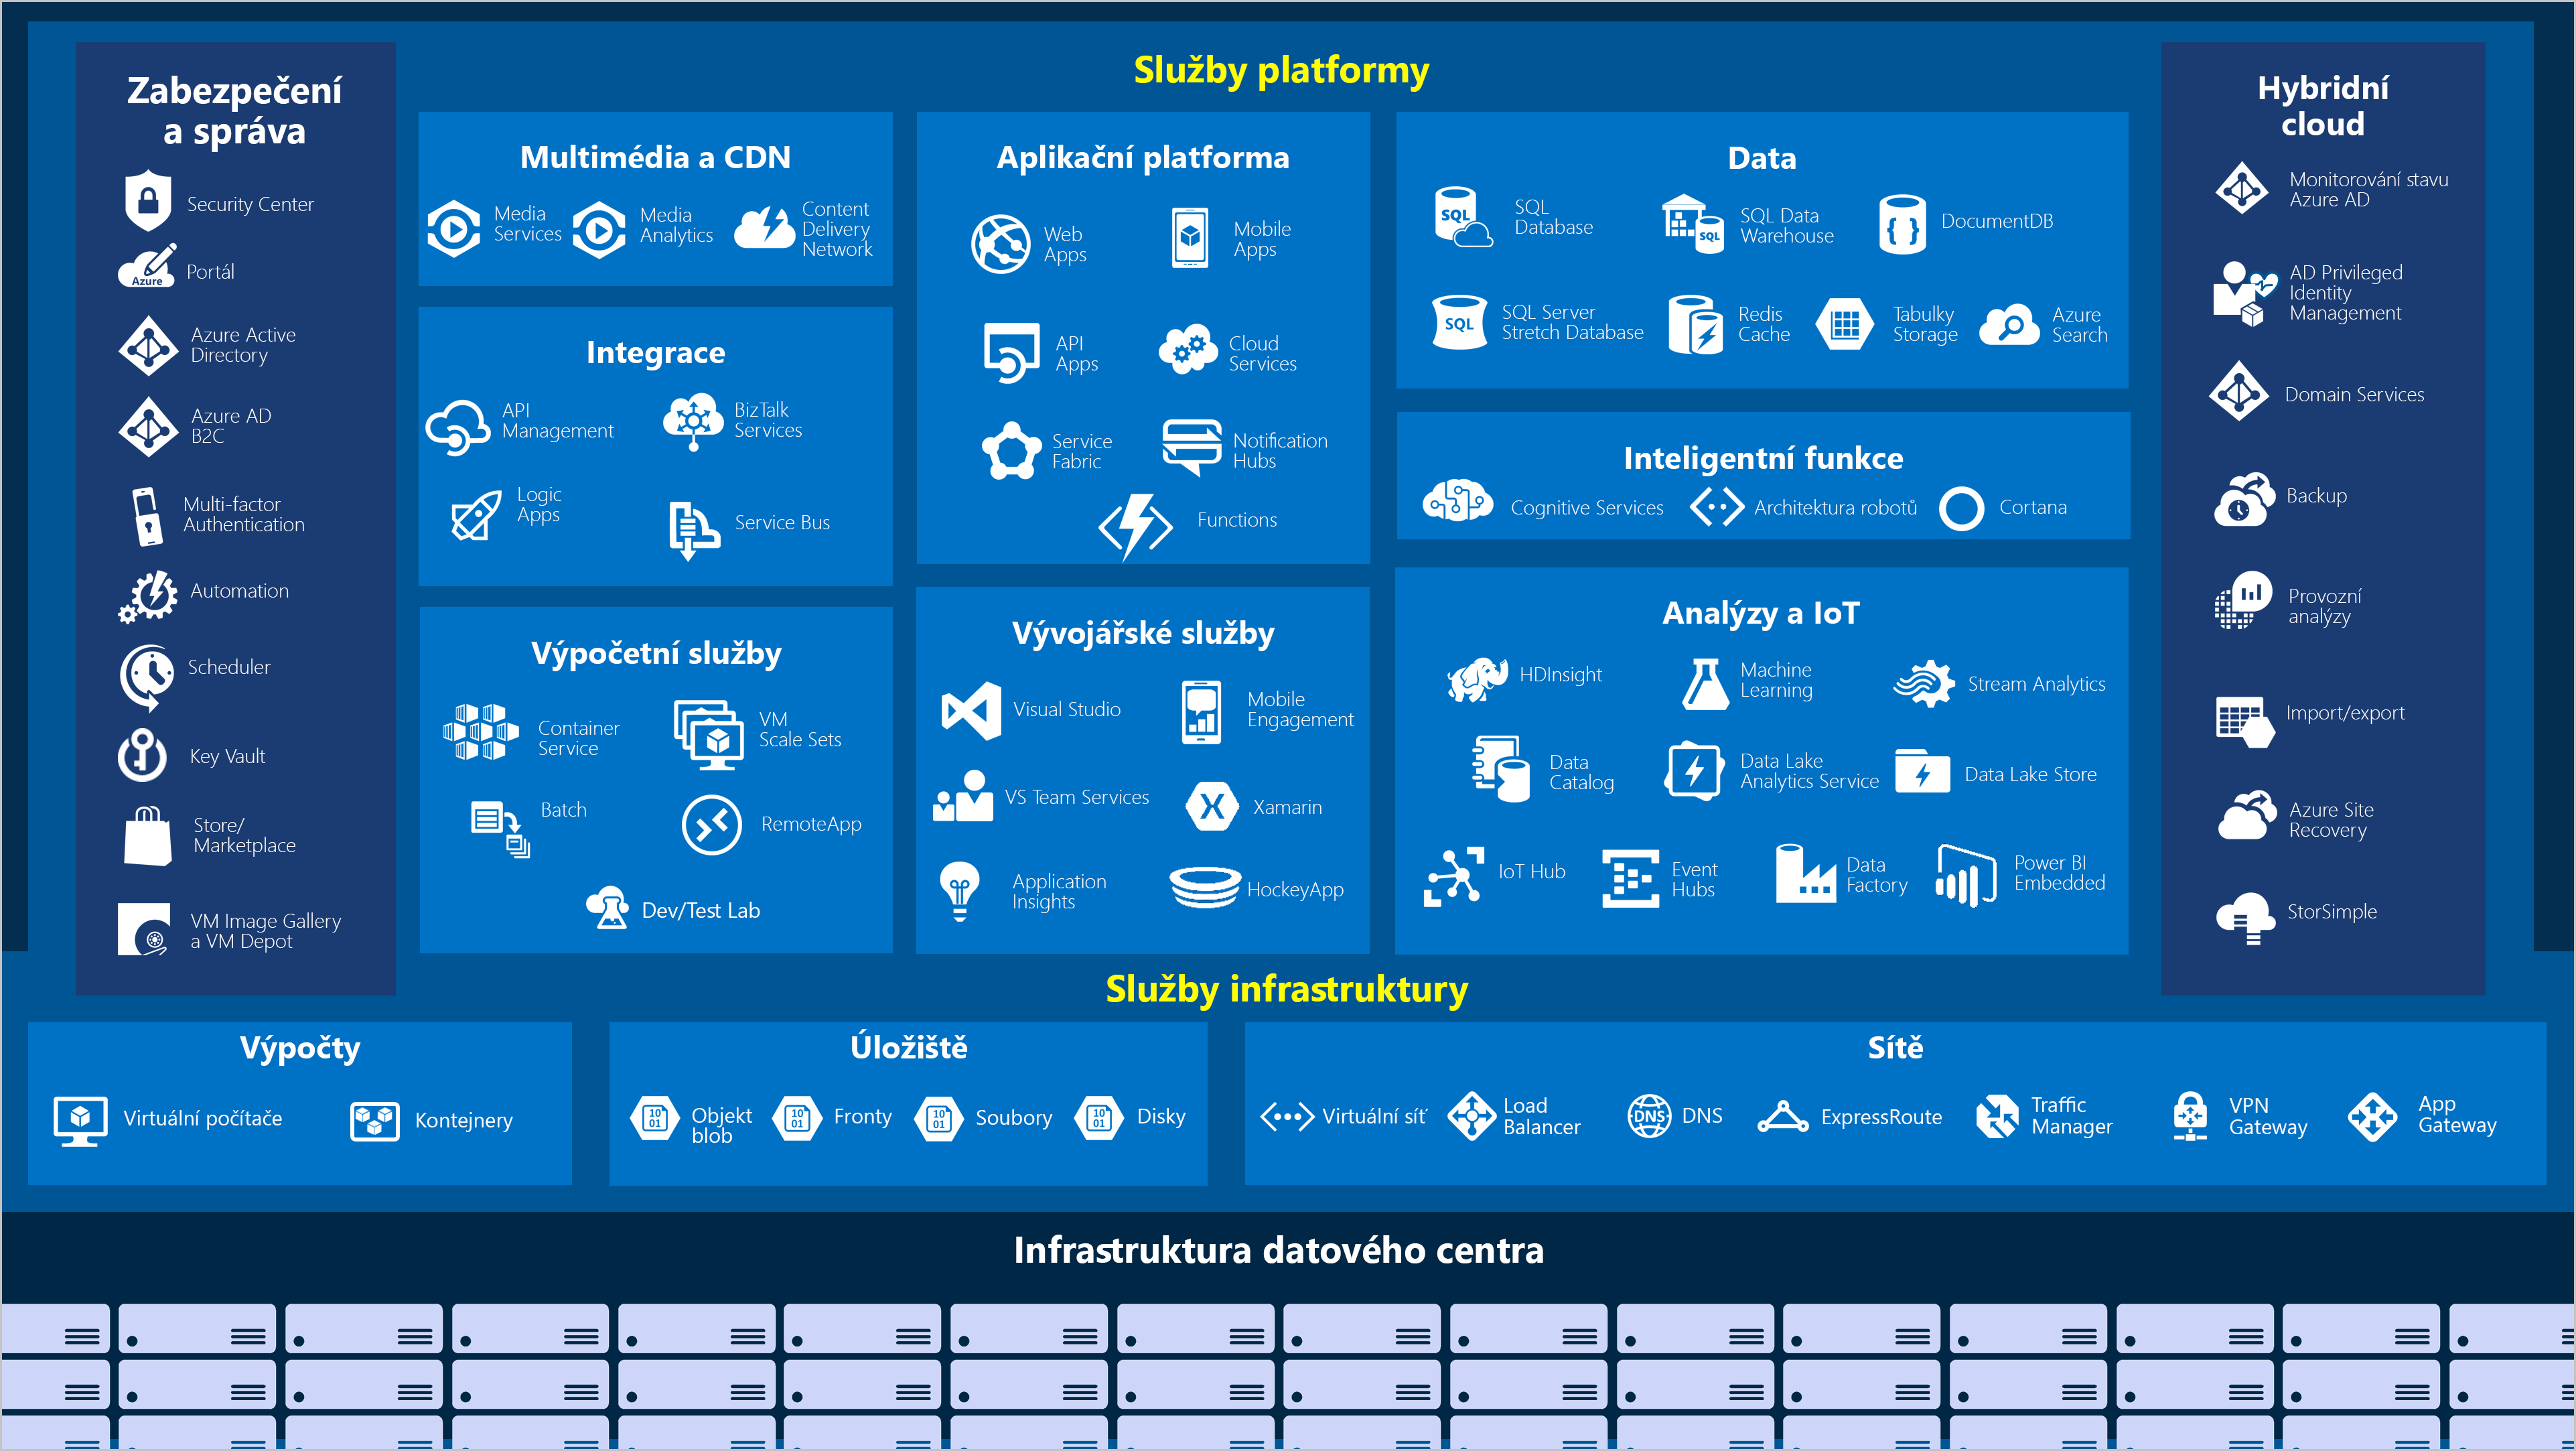 Služby platformy
Zabezpečení
a správa
Security Center
Azure
Portál
Azure Active
Directory
Azure AD
B2C
Multi-factor
Authentication
Automation
Scheduler
Key Vault
Store/
Marketplace
VM Image Gallery
a VM Depot
Multimédia a CDN
Media
Services
Media
Analytics
Content
Delivery
Network
Integrace
API
Management
BizTalk
Services
Logic
Apps
Service Bus
Výpočetní služby
Container
Service
VM
Scale Sets
Batch
RemoteApp
Dev/Test Lab
Aplikační platforma
Web
Apps
Mobile
Apps
API
Apps
Cloud
Services
Service
Fabric
Notification
Hubs
Functions
Vývojářské služby
Visual Studio
Mobile
Engagement
VS Team Services
X
Xamarin
Application
Insights
HockeyApp
Data
SQL
SQL
Database
SQL
SQL Data
Warehouse
{ }
DocumentDB
SQL
SQL Server
Stretch Database
Redis
Cache
Tabulky
Storage
Azure
Search
Inteligentní funkce
Cognitive Services
Architektura robotů
Cortana
Analýzy a IoT
HDInsight
Machine
Learning
Stream Analytics
Data
Catalog
Data Lake
Analytics Service
Data Lake Store
IoT Hub
Event
Hubs
Data
Factory
Power BI
Embedded
Hybridní
cloud
Monitorování stavu
Azure AD
AD Privileged
Identity
Management
Domain Services
Backup
Provozní
analýzy
Import/export
Azure Site
Recovery
StorSimple
Služby infrastruktury
Výpočty
Virtuální počítače
Kontejnery
Úložiště
10
01
Objekt
blob
10
01
Fronty
10
01
Soubory
10
01
Disky
Sítě
Virtuální síť
Load
Balancer
DNS
DNS
ExpressRoute
Traffic
Manager
VPN
Gateway
App
Gateway
Infrastruktura datového centra